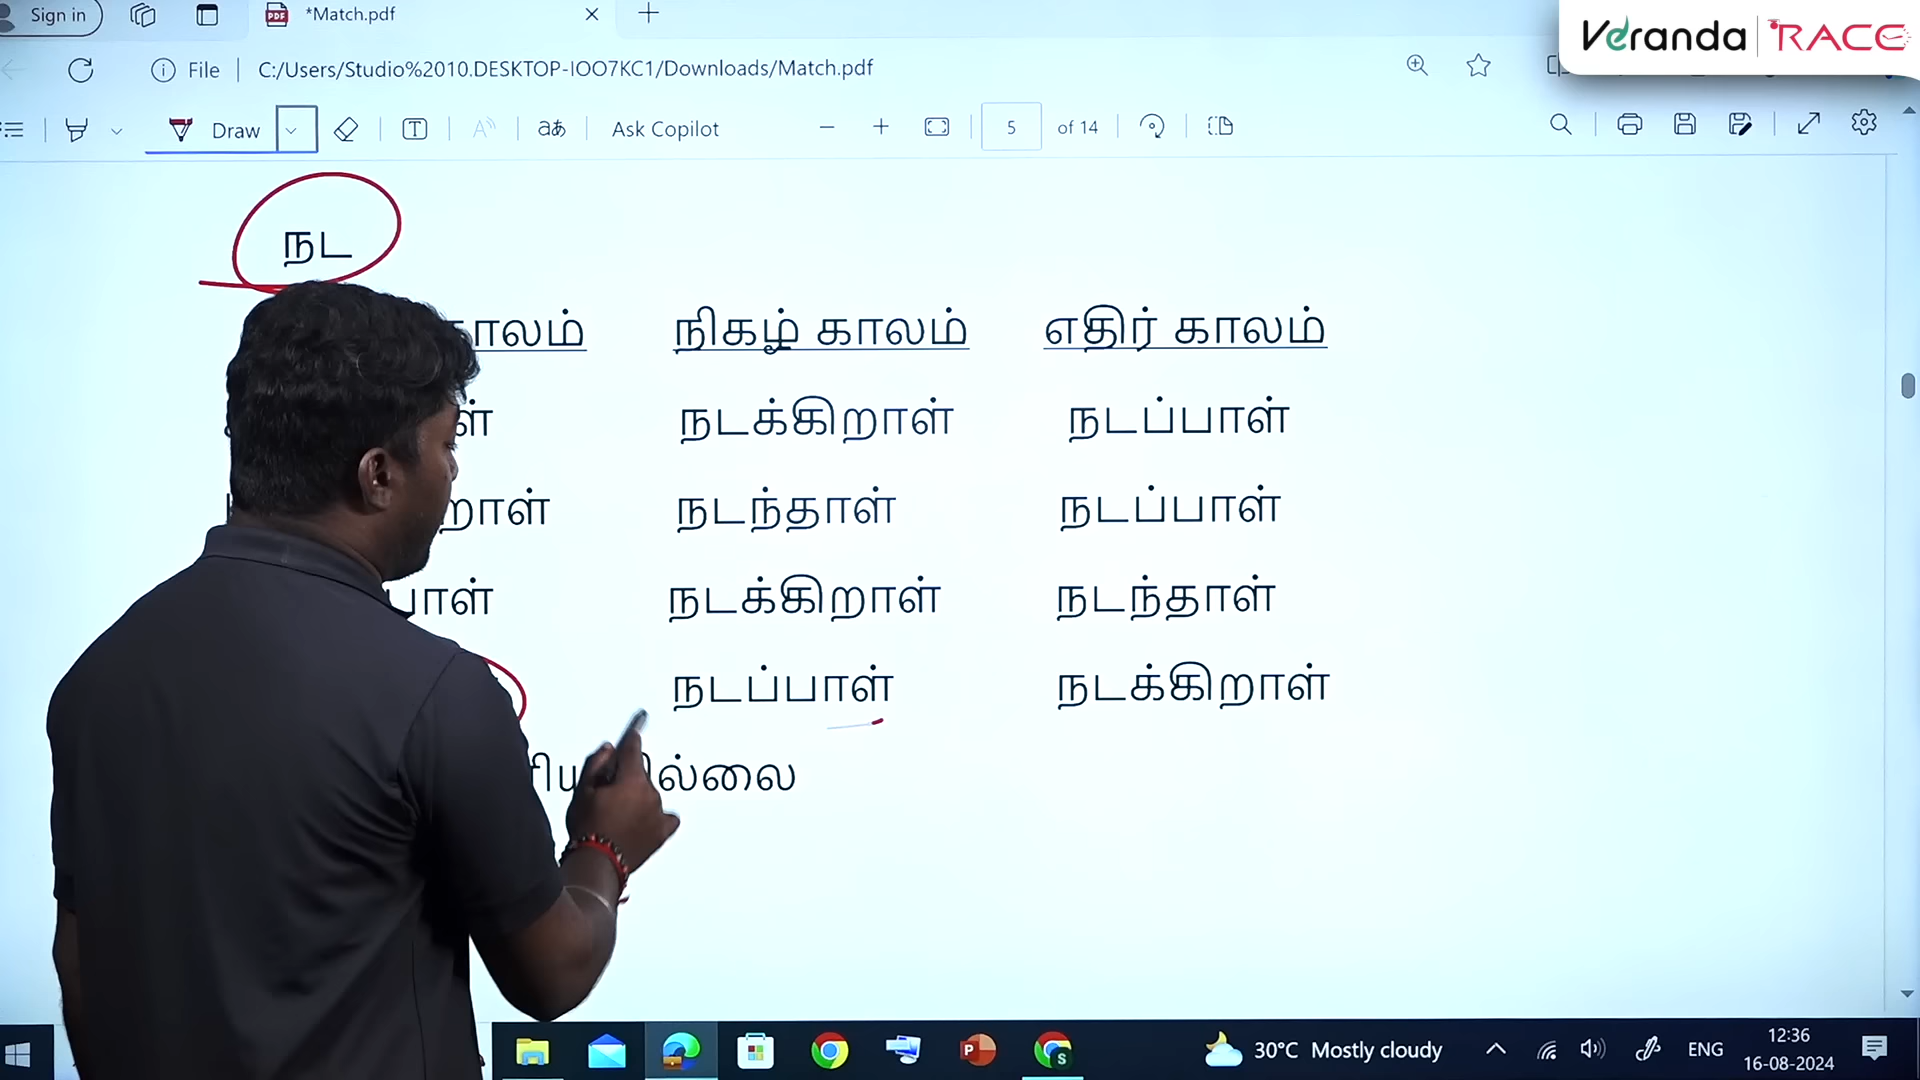 Sign in
*Match.pdf
Veranda RACE
File C:/Users/Studio%2010.DESKTOP-IOO7KC1/Downloads/Match.pdf
Draw aあ Ask Copilot 5 of 14
நட
நிகழ் காலம் எதிர் காலம்
நடக்கிறாள் நடப்பாள்
நடந்தாள் நடப்பாள்
நடக்கிறாள் நடந்தாள்
நடப்பாள் நடக்கிறாள்
30°C Mostly cloudy ENG 12:36
16-08-2024